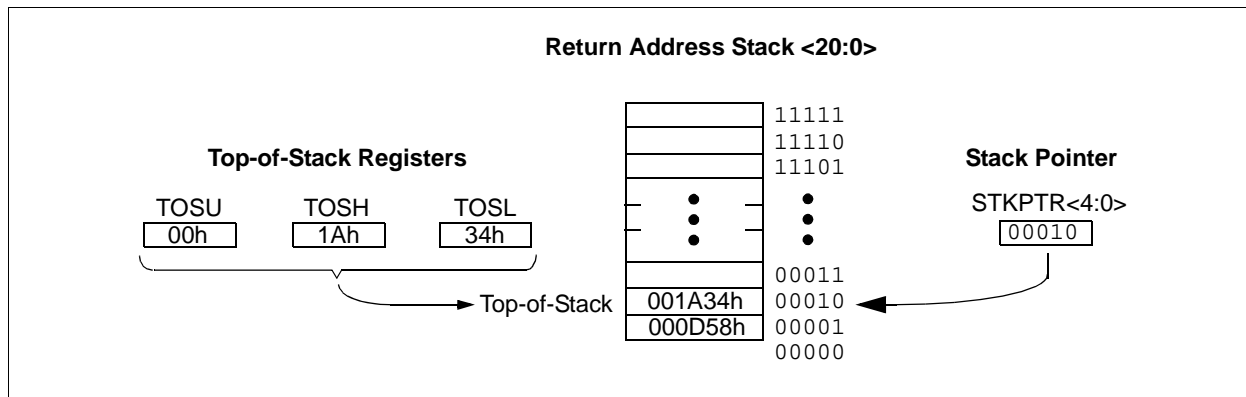 Return Address Stack <20:0>
11111
11110
11101
Top-of-Stack Registers
Stack Pointer
TOSU TOSH TOSL
00h 1Ah 34h
STKPTR<4:0>
00010
00011
Top-of-Stack 001A34h 00010
000D58h 00001
00000